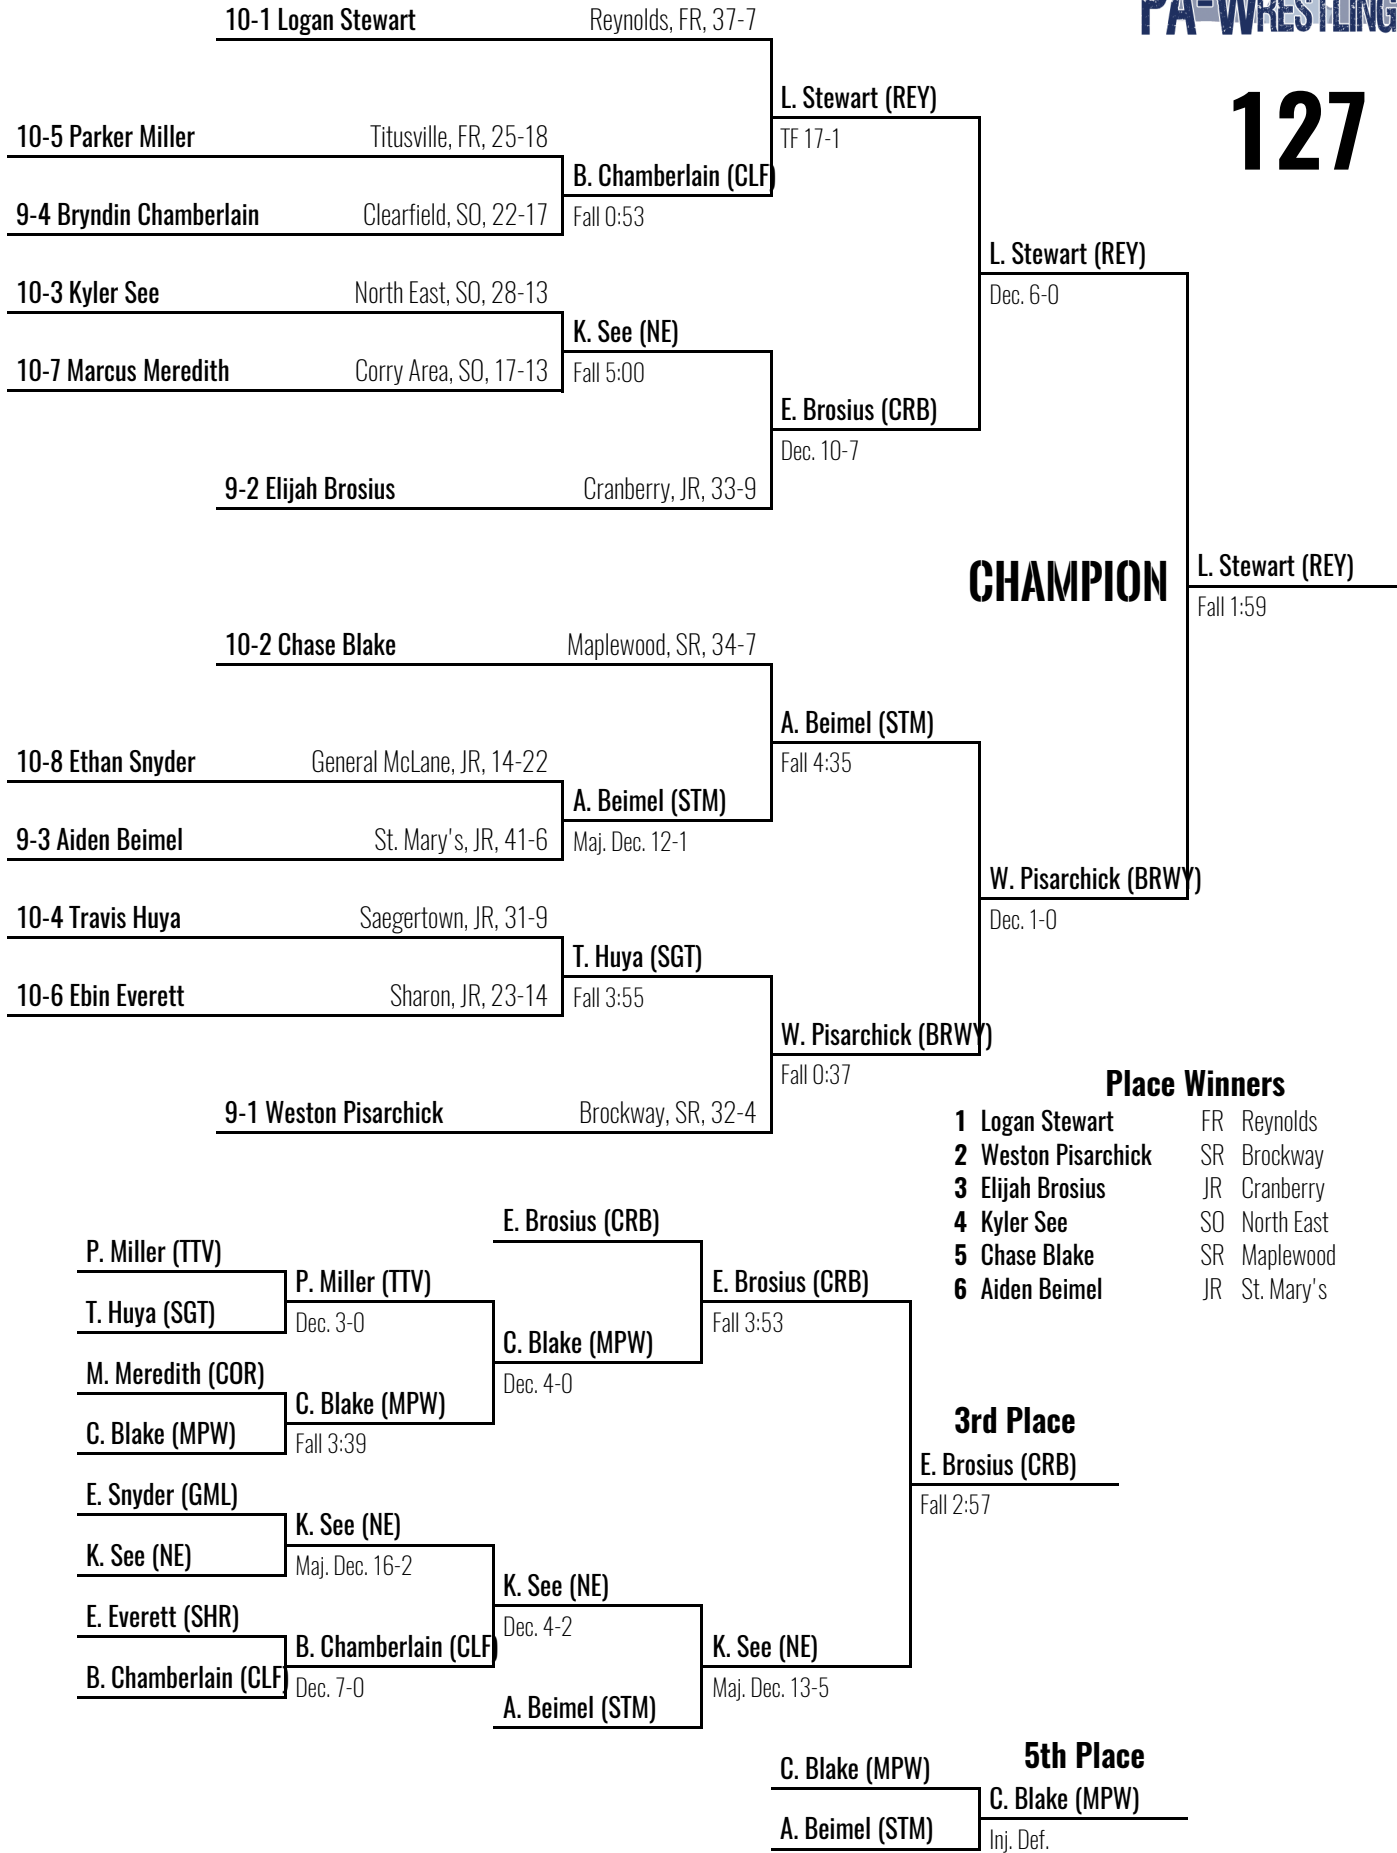 PA-WRESTLING
127
10-1 Logan Stewart Reynolds, FR, 37-7
L. Stewart (REY)
TF 17-1
10-5 Parker Miller Titusville, FR, 25-18
B. Chamberlain (CLF)
Fall 0:53
9-4 Bryndin Chamberlain Clearfield, SO, 22-17
L. Stewart (REY)
Dec. 6-0
10-3 Kyler See North East, SO, 28-13
K. See (NE)
Fall 5:00
10-7 Marcus Meredith Corry Area, SO, 17-13
E. Brosius (CRB)
Dec. 10-7
9-2 Elijah Brosius Cranberry, JR, 33-9
CHAMPION
L. Stewart (REY)
Fall 1:59
10-2 Chase Blake Maplewood, SR, 34-7
A. Beimel (STM)
Fall 4:35
10-8 Ethan Snyder General McLane, JR, 14-22
A. Beimel (STM)
Maj. Dec. 12-1
9-3 Aiden Beimel St. Mary's, JR, 41-6
W. Pisarchick (BRWY)
Dec. 1-0
10-4 Travis Huya Saegertown, JR, 31-9
T. Huya (SGT)
Fall 3:55
10-6 Ebin Everett Sharon, JR, 23-14
W. Pisarchick (BRWY)
Fall 0:37
9-1 Weston Pisarchick Brockway, SR, 32-4
Place Winners
1 Logan Stewart FR Reynolds
2 Weston Pisarchick SR Brockway
3 Elijah Brosius JR Cranberry
4 Kyler See SO North East
5 Chase Blake SR Maplewood
6 Aiden Beimel JR St. Mary's
E. Brosius (CRB)
P. Miller (TTV)
P. Miller (TTV)
Dec. 3-0
T. Huya (SGT)
E. Brosius (CRB)
Fall 3:53
C. Blake (MPW)
Dec. 4-0
M. Meredith (COR)
C. Blake (MPW)
Fall 3:39
C. Blake (MPW)
3rd Place
E. Brosius (CRB)
Fall 2:57
E. Snyder (GML)
K. See (NE)
Maj. Dec. 16-2
K. See (NE)
K. See (NE)
Dec. 4-2
E. Everett (SHR)
B. Chamberlain (CLF)
Dec. 7-0
B. Chamberlain (CLF)
K. See (NE)
Maj. Dec. 13-5
A. Beimel (STM)
5th Place
C. Blake (MPW)
C. Blake (MPW)
Inj. Def.
A. Beimel (STM)